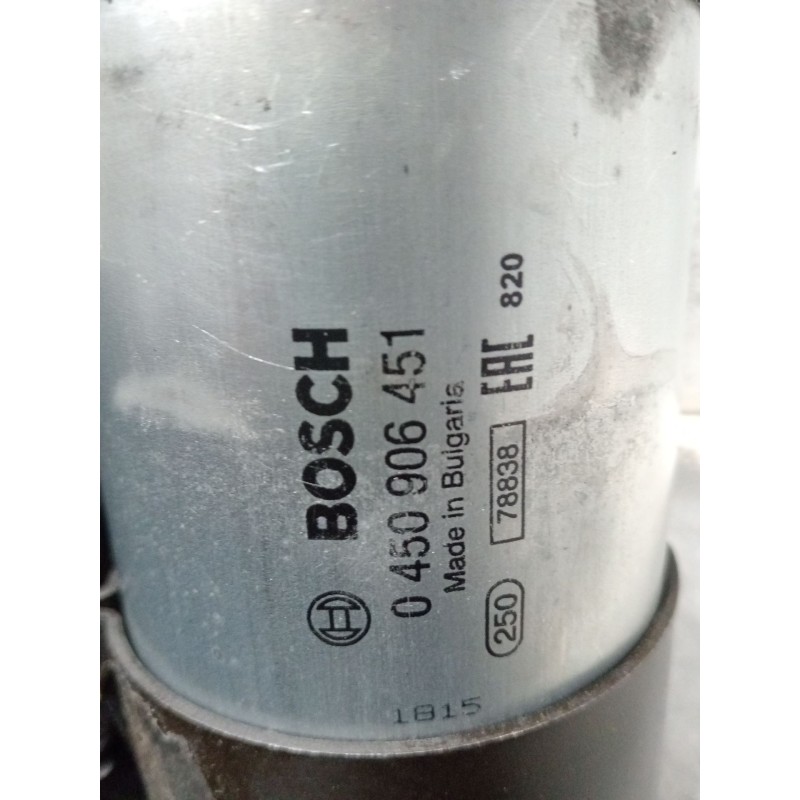 BOSCH
0 450 906 451
Made in Bulgaria
250 78838 EAC 820
1815